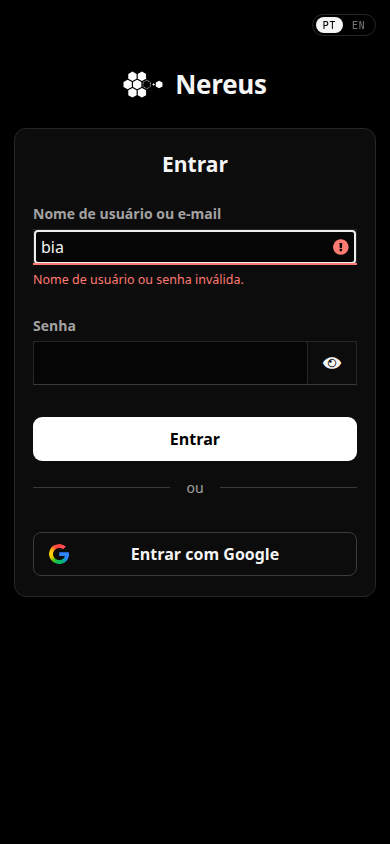 PT EN
Nereus
Entrar
Nome de usuário ou e-mail
bia
Nome de usuário ou senha inválida.
Senha
Entrar
ou
Entrar com Google